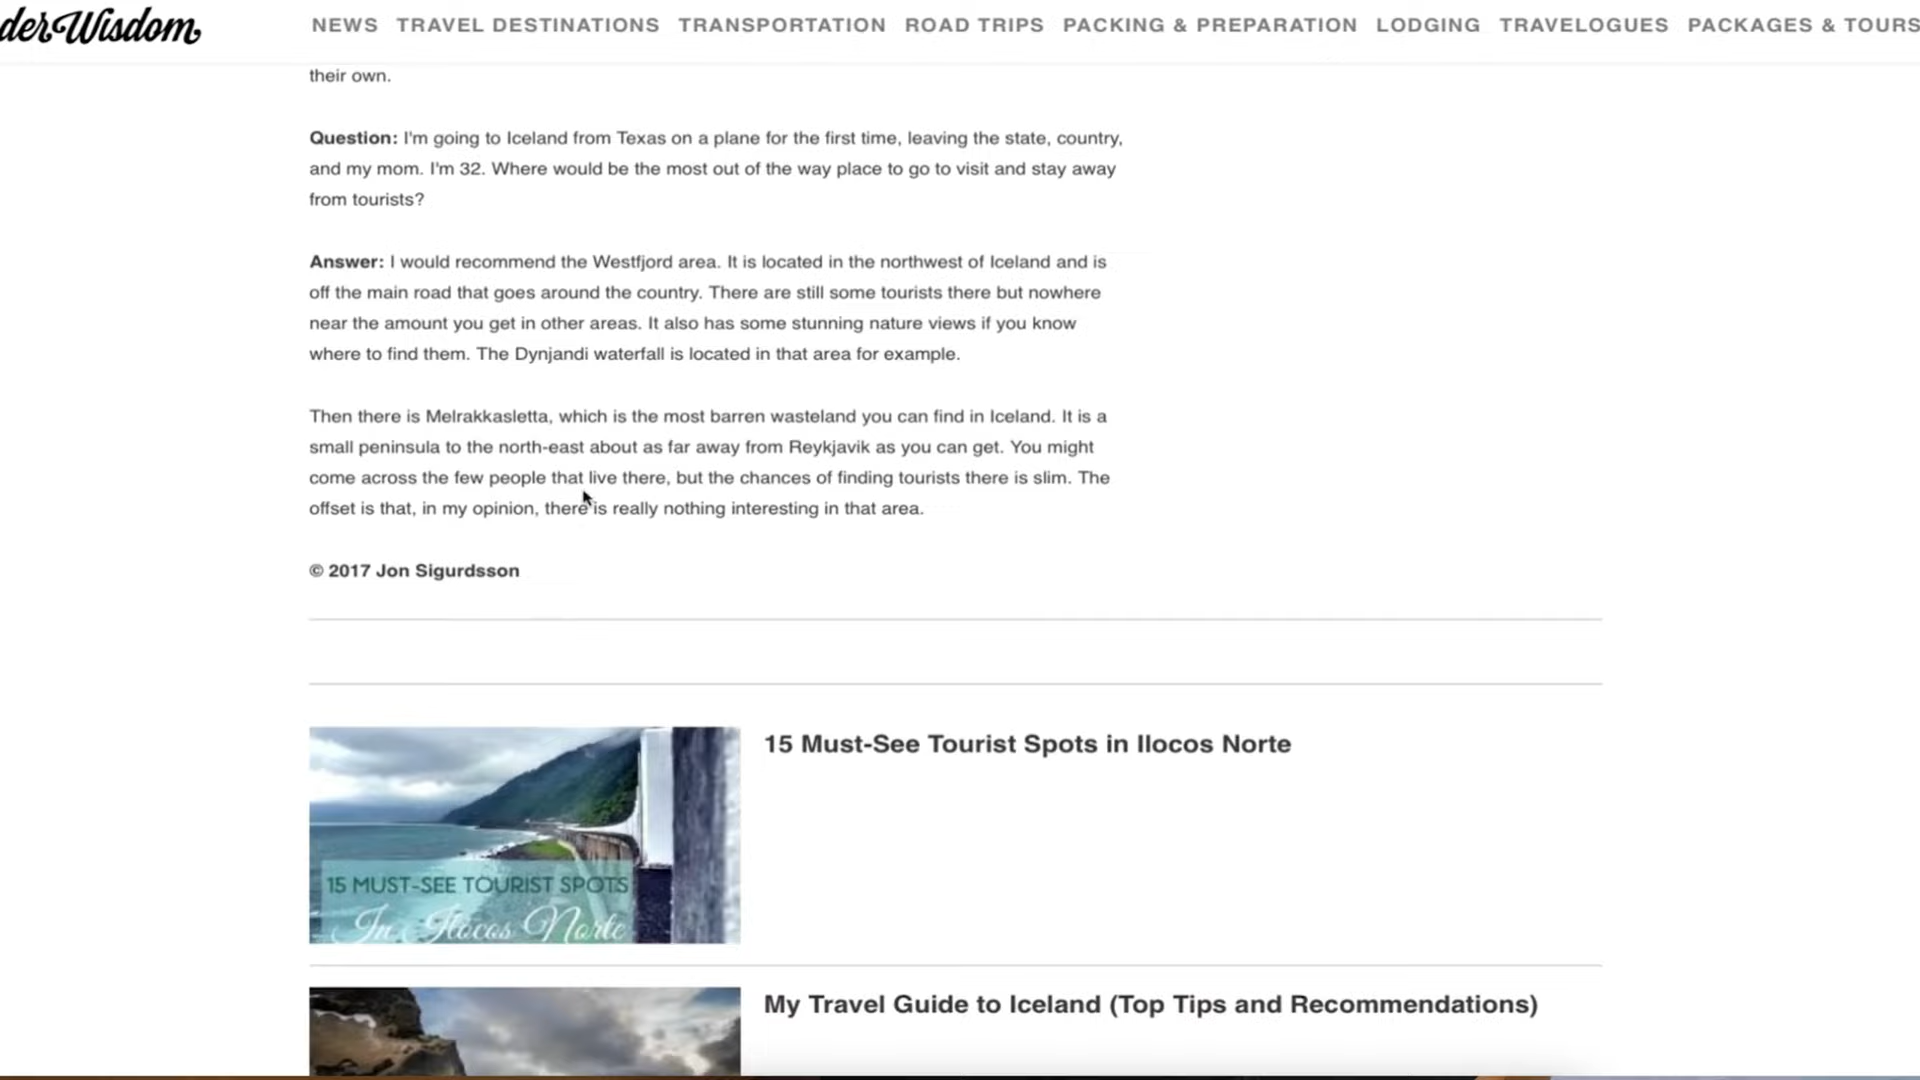 derWisdom
NEWS TRAVEL DESTINATIONS TRANSPORTATION ROAD TRIPS PACKING & PREPARATION LODGING TRAVELOGUES PACKAGES & TOURS
their own.
Question: I'm going to Iceland from Texas on a plane for the first time, leaving the state, country,
and my mom. I'm 32. Where would be the most out of the way place to go to visit and stay away
from tourists?
Answer: I would recommend the Westfjord area. It is located in the northwest of Iceland and is
off the main road that goes around the country. There are still some tourists there but nowhere
near the amount you get in other areas. It also has some stunning nature views if you know
where to find them. The Dynjandi waterfall is located in that area for example.
Then there is Melrakkasletta, which is the most barren wasteland you can find in Iceland. It is a
small peninsula to the north-east about as far away from Reykjavik as you can get. You might
come across the few people that live there, but the chances of finding tourists there is slim. The
offset is that, in my opinion, there is really nothing interesting in that area.
© 2017 Jon Sigurdsson
15 Must-See Tourist Spots in Ilocos Norte
15 MUST-SEE TOURIST SPOTS
In Ilocos Norte
My Travel Guide to Iceland (Top Tips and Recommendations)